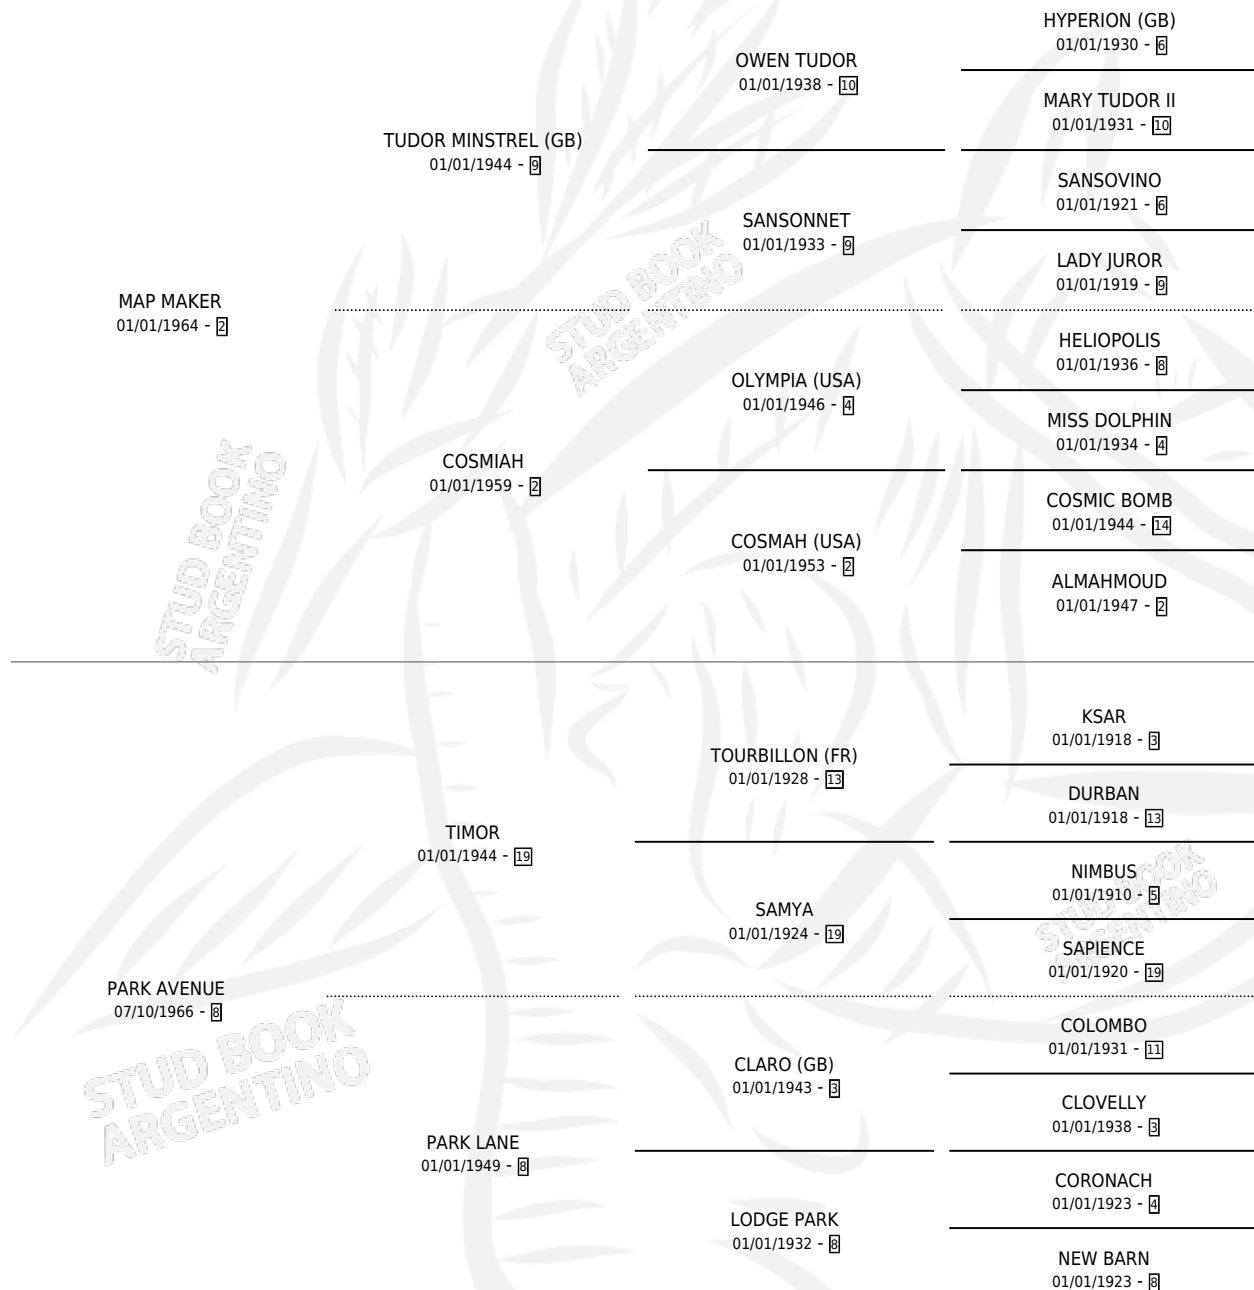 HYPERION (GB)
01/01/1930 - 6
OWEN TUDOR
01/01/1938 - 10
MARY TUDOR II
01/01/1931 - 10
TUDOR MINSTREL (GB)
01/01/1944 - 9
SANSOVINO
01/01/1921 - 6
SANSONNET
01/01/1933 - 9
LADY JUROR
01/01/1919 - 9
MAP MAKER
01/01/1964 - 2
STUD BOOK
ARGENTINO
HELIOPOLIS
01/01/1936 - 8
OLYMPIA (USA)
01/01/1946 - 4
MISS DOLPHIN
01/01/1934 - 4
COSMIAH
01/01/1959 - 2
COSMIC BOMB
01/01/1944 - 14
COSMAH (USA)
01/01/1953 - 2
ALMAHMOUD
01/01/1947 - 2
STUD BOOK
ARGENTINO
KSAR
01/01/1918 - 3
TOURBILLON (FR)
01/01/1928 - 13
DURBAN
01/01/1918 - 13
TIMOR
01/01/1944 - 19
NIMBUS
01/01/1910 - 5
SAMYA
01/01/1924 - 19
SAPIENCE
01/01/1920 - 19
STUD BOOK
ARGENTINO
PARK AVENUE
07/10/1966 - 8
COLOMBO
01/01/1931 - 11
CLARO (GB)
01/01/1943 - 3
CLOVELLY
01/01/1938 - 3
STUD BOOK
ARGENTINO
PARK LANE
01/01/1949 - 8
CORONACH
01/01/1923 - 4
LODGE PARK
01/01/1932 - 8
NEW BARN
01/01/1923 - 8